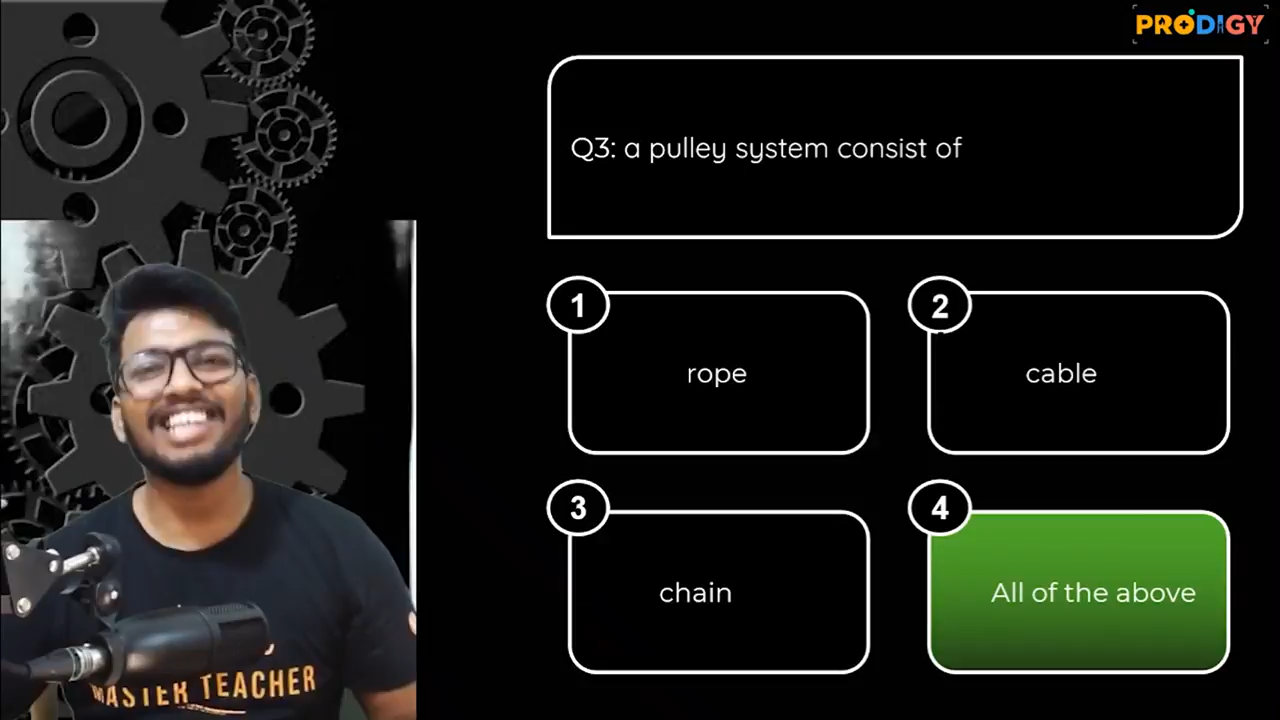 PRODIGY
Q3: a pulley system consist of
1
2
rope
cable
3
4
chain
All of the above
MASTER TEACHER